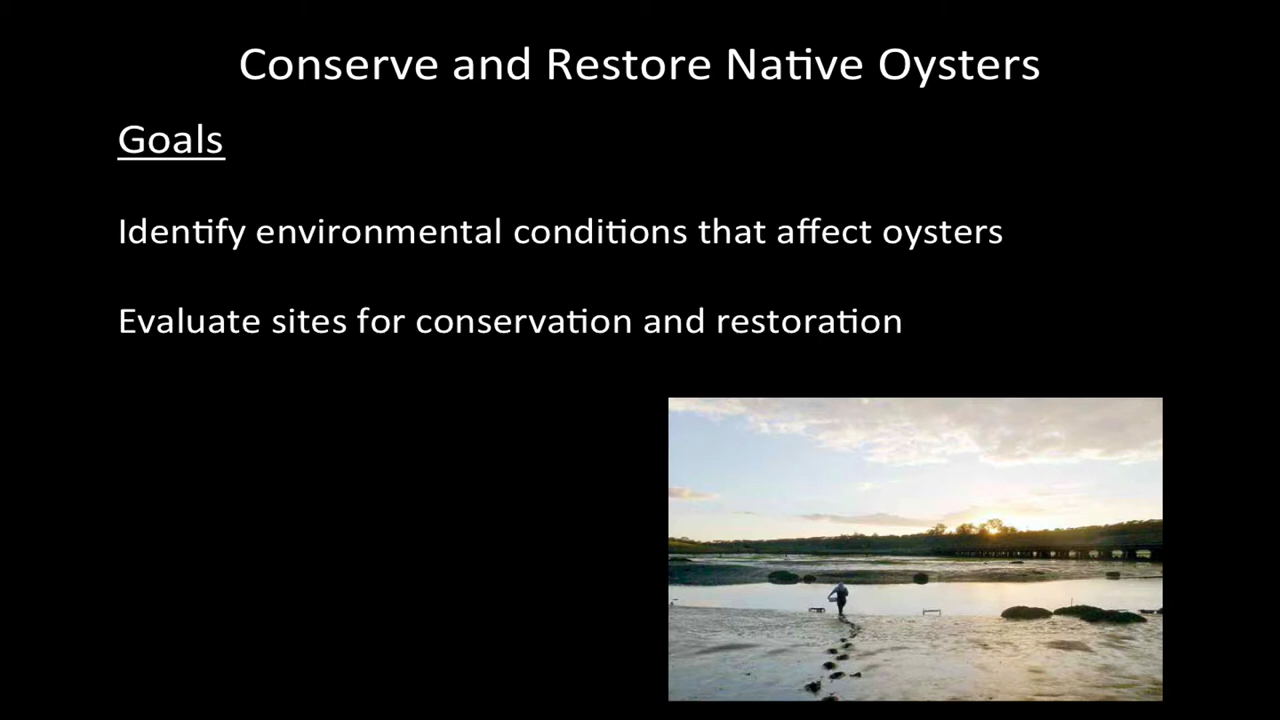 Conserve and Restore Native Oysters
Goals
Identify environmental conditions that affect oysters
Evaluate sites for conservation and restoration